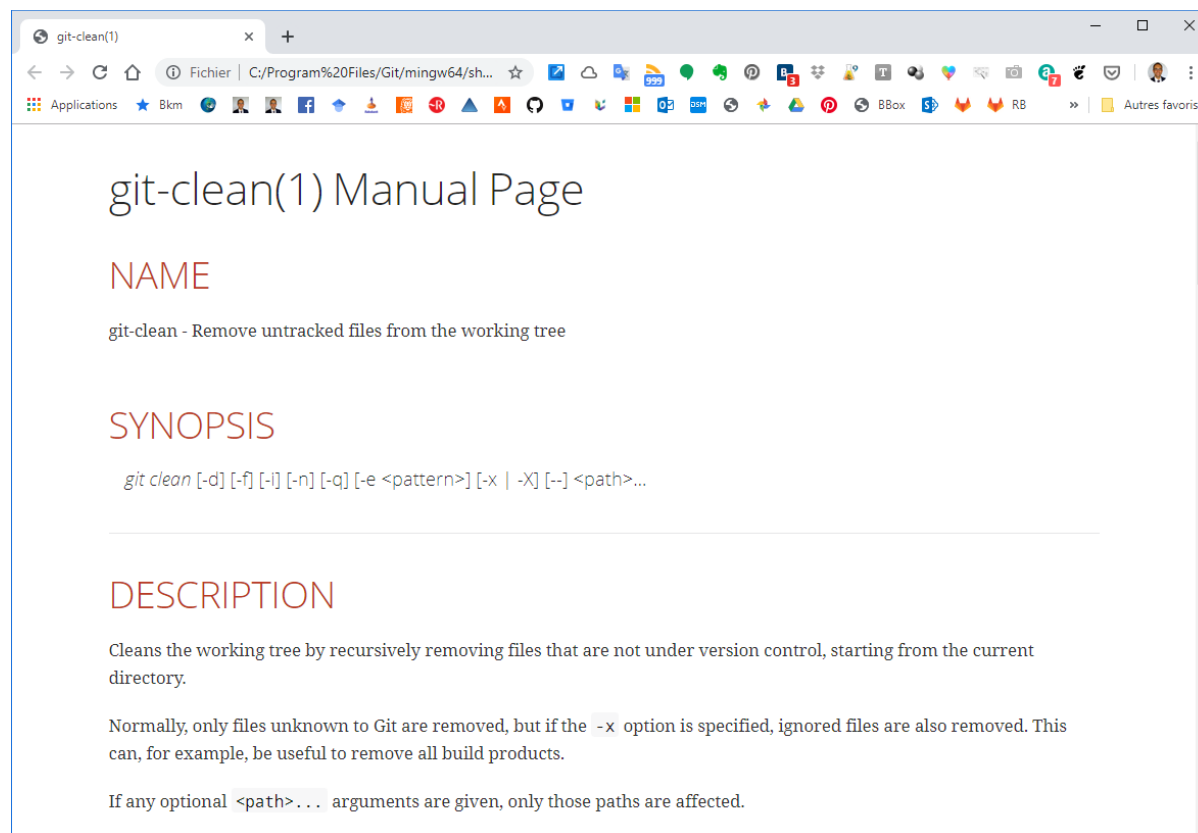 git-clean(1)
Fichier | C:/Program%20Files/Git/mingw64/sh...
999
3
7
Applications Bkm BBox RB » Autres favoris
git-clean(1) Manual Page
NAME
git-clean - Remove untracked files from the working tree
SYNOPSIS
git clean [-d] [-f] [-i] [-n] [-q] [-e <pattern>] [-x | -X] [--] <path>...
DESCRIPTION
Cleans the working tree by recursively removing files that are not under version control, starting from the current
directory.
Normally, only files unknown to Git are removed, but if the -x option is specified, ignored files are also removed. This
can, for example, be useful to remove all build products.
If any optional <path>... arguments are given, only those paths are affected.